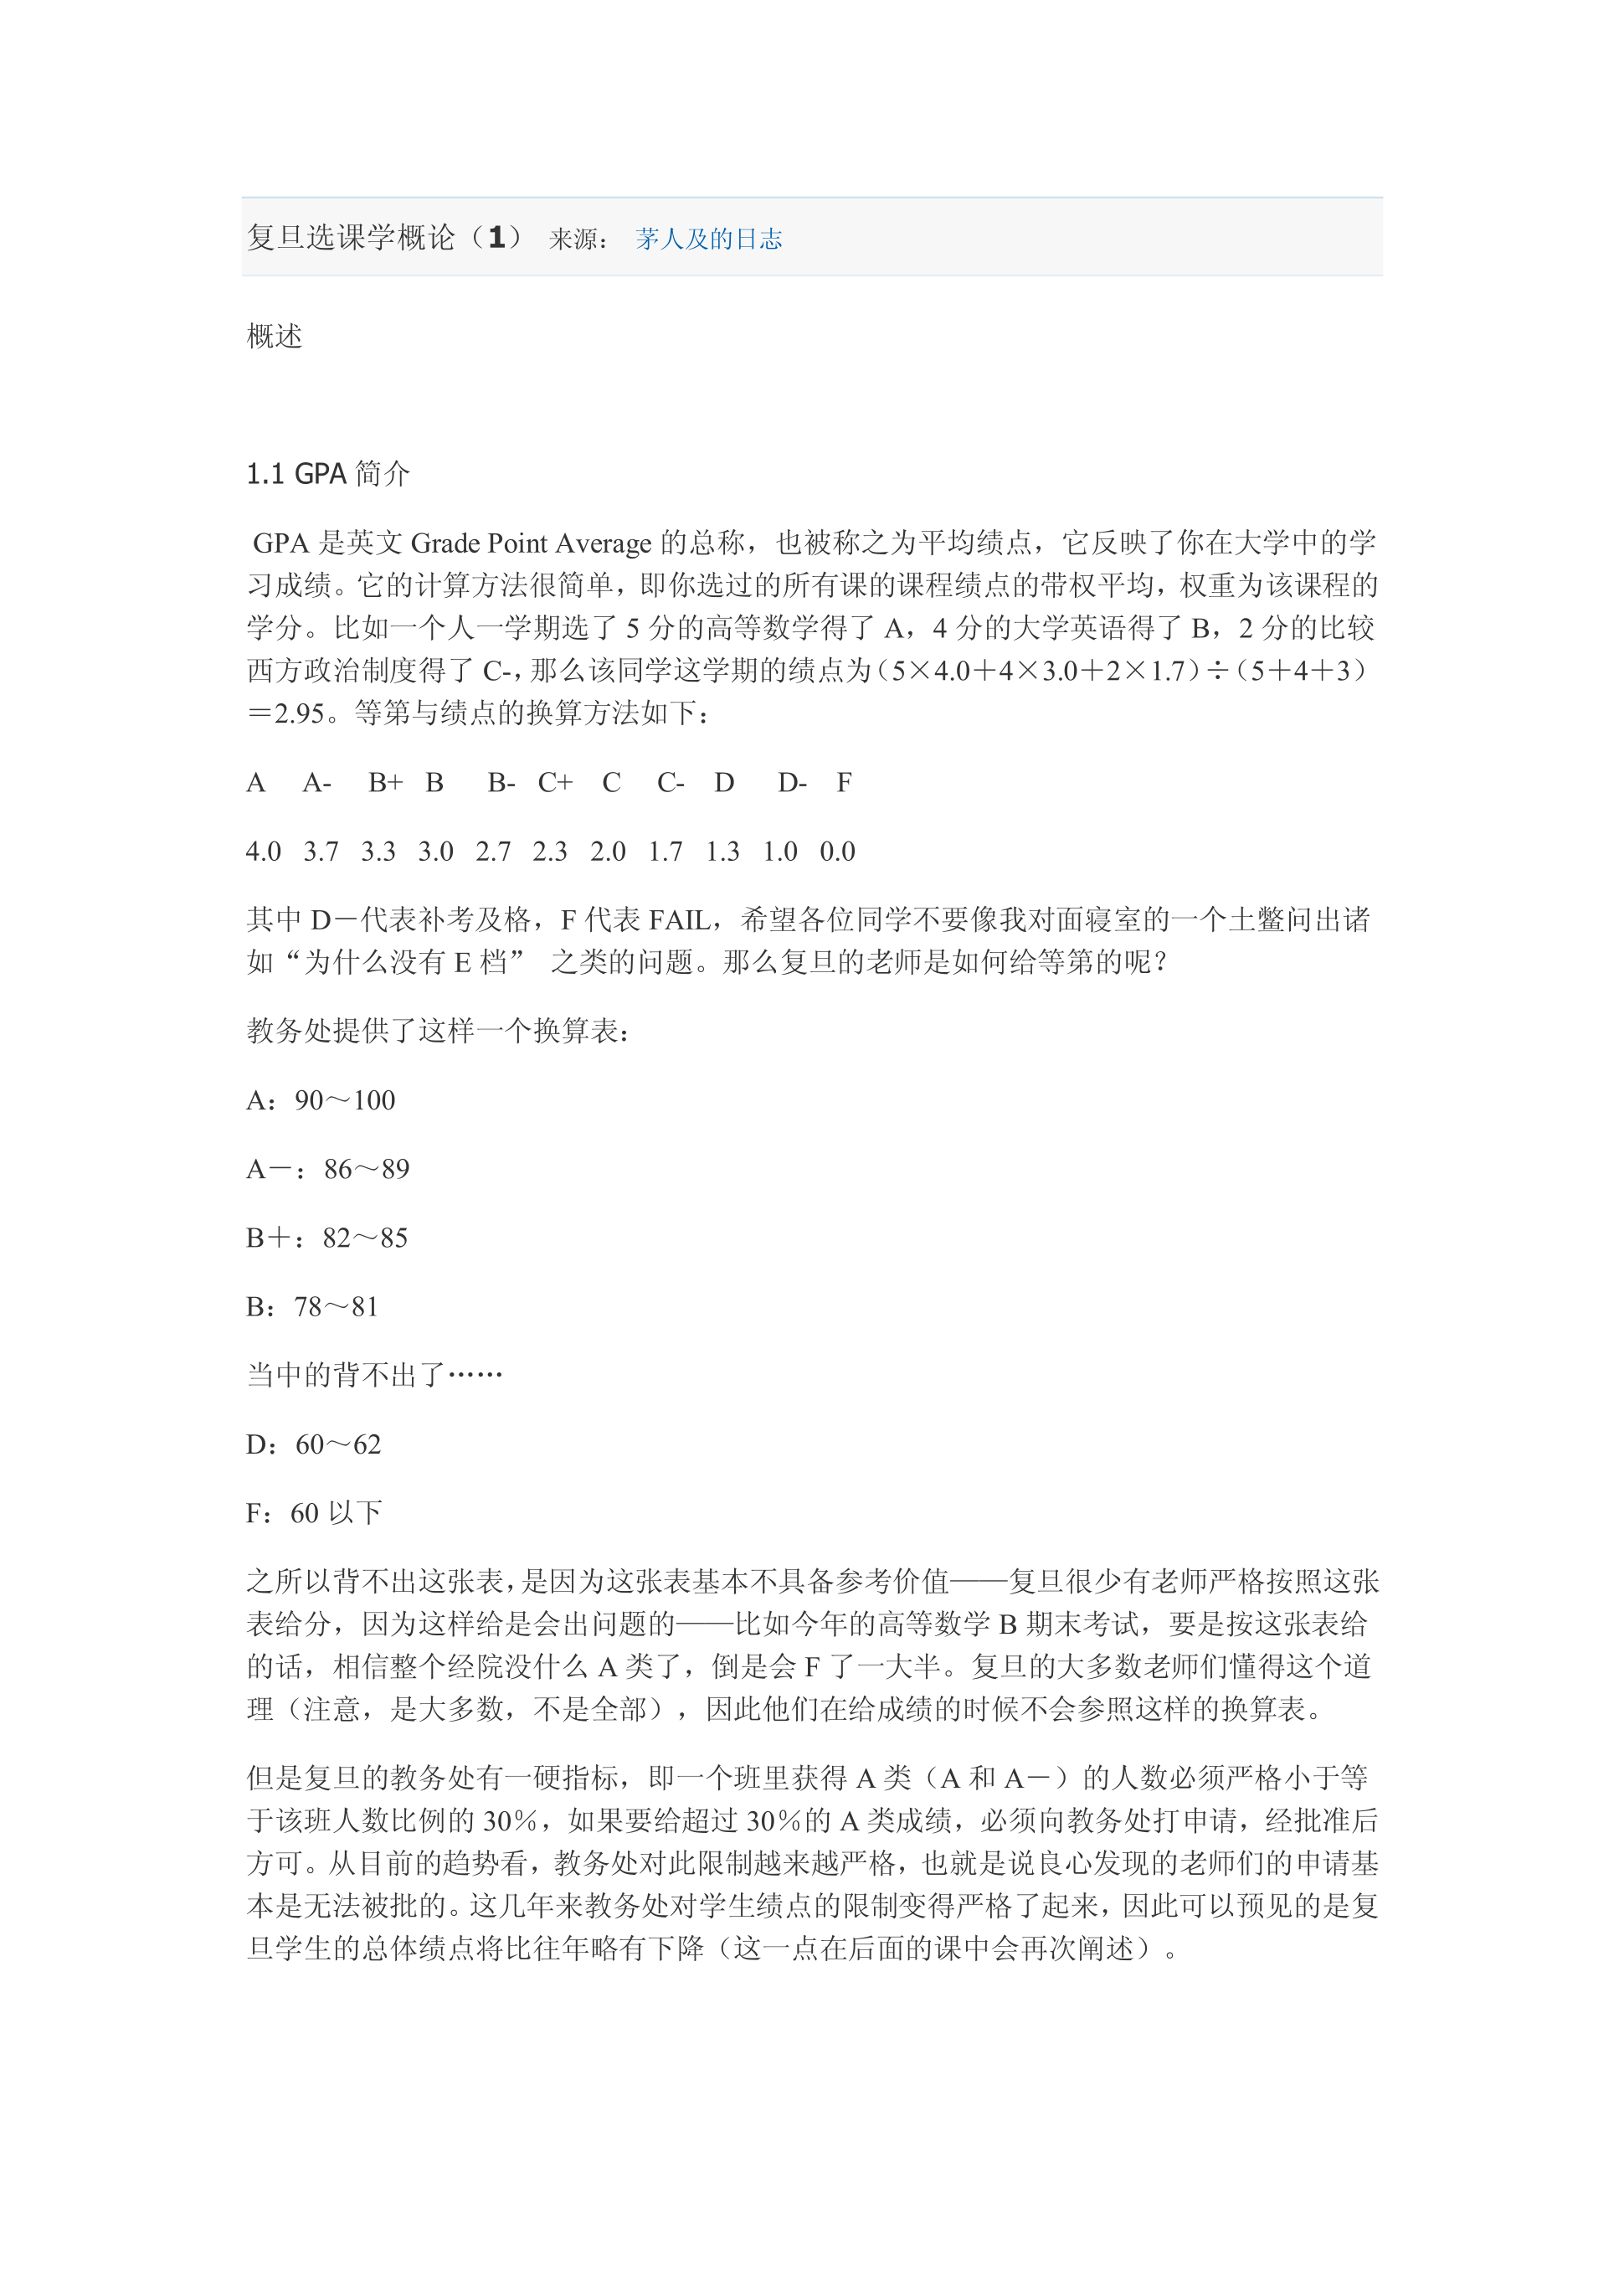 复旦选课学概论（1） 来源： 茅人及的日志
概述
1.1 GPA 简介
GPA 是英文 Grade Point Average 的总称，也被称之为平均绩点，它反映了你在大学中的学
习成绩。它的计算方法很简单，即你选过的所有课的课程绩点的带权平均，权重为该课程的
学分。比如一个人一学期选了 5 分的高等数学得了 A，4 分的大学英语得了 B，2 分的比较
西方政治制度得了 C-，那么该同学这学期的绩点为（5×4.0＋4×3.0＋2×1.7）÷（5＋4＋3）
＝2.95。等第与绩点的换算方法如下：
A A- B+ B B- C+ C C- D D- F
4.0 3.7 3.3 3.0 2.7 2.3 2.0 1.7 1.3 1.0 0.0
其中 D－代表补考及格，F 代表 FAIL，希望各位同学不要像我对面寝室的一个土鳖问出诸
如“为什么没有 E 档” 之类的问题。那么复旦的老师是如何给等第的呢？
教务处提供了这样一个换算表：
A：90～100
A－：86～89
B＋：82～85
B：78～81
当中的背不出了……
D：60～62
F：60 以下
之所以背不出这张表，是因为这张表基本不具备参考价值——复旦很少有老师严格按照这张
表给分，因为这样给是会出问题的——比如今年的高等数学 B 期末考试，要是按这张表给
的话，相信整个经院没什么 A 类了，倒是会 F 了一大半。复旦的大多数老师们懂得这个道
理（注意，是大多数，不是全部），因此他们在给成绩的时候不会参照这样的换算表。
但是复旦的教务处有一硬指标，即一个班里获得 A 类（A 和 A－）的人数必须严格小于等
于该班人数比例的 30％，如果要给超过 30％的 A 类成绩，必须向教务处打申请，经批准后
方可。从目前的趋势看，教务处对此限制越来越严格，也就是说良心发现的老师们的申请基
本是无法被批的。这几年来教务处对学生绩点的限制变得严格了起来，因此可以预见的是复
旦学生的总体绩点将比往年略有下降（这一点在后面的课中会再次阐述）。